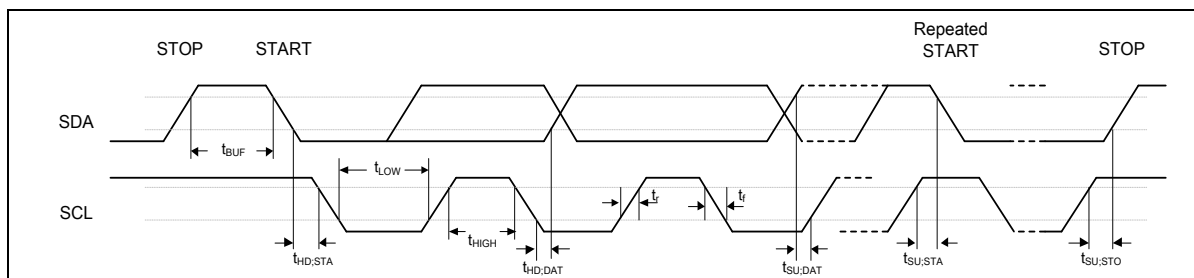 STOP START Repeated START STOP
SDA
tBUF
tLOW
SCL
tr tf
tHIGH
tHD;STA tHD;DAT tSU;DAT tSU;STA tSU;STO